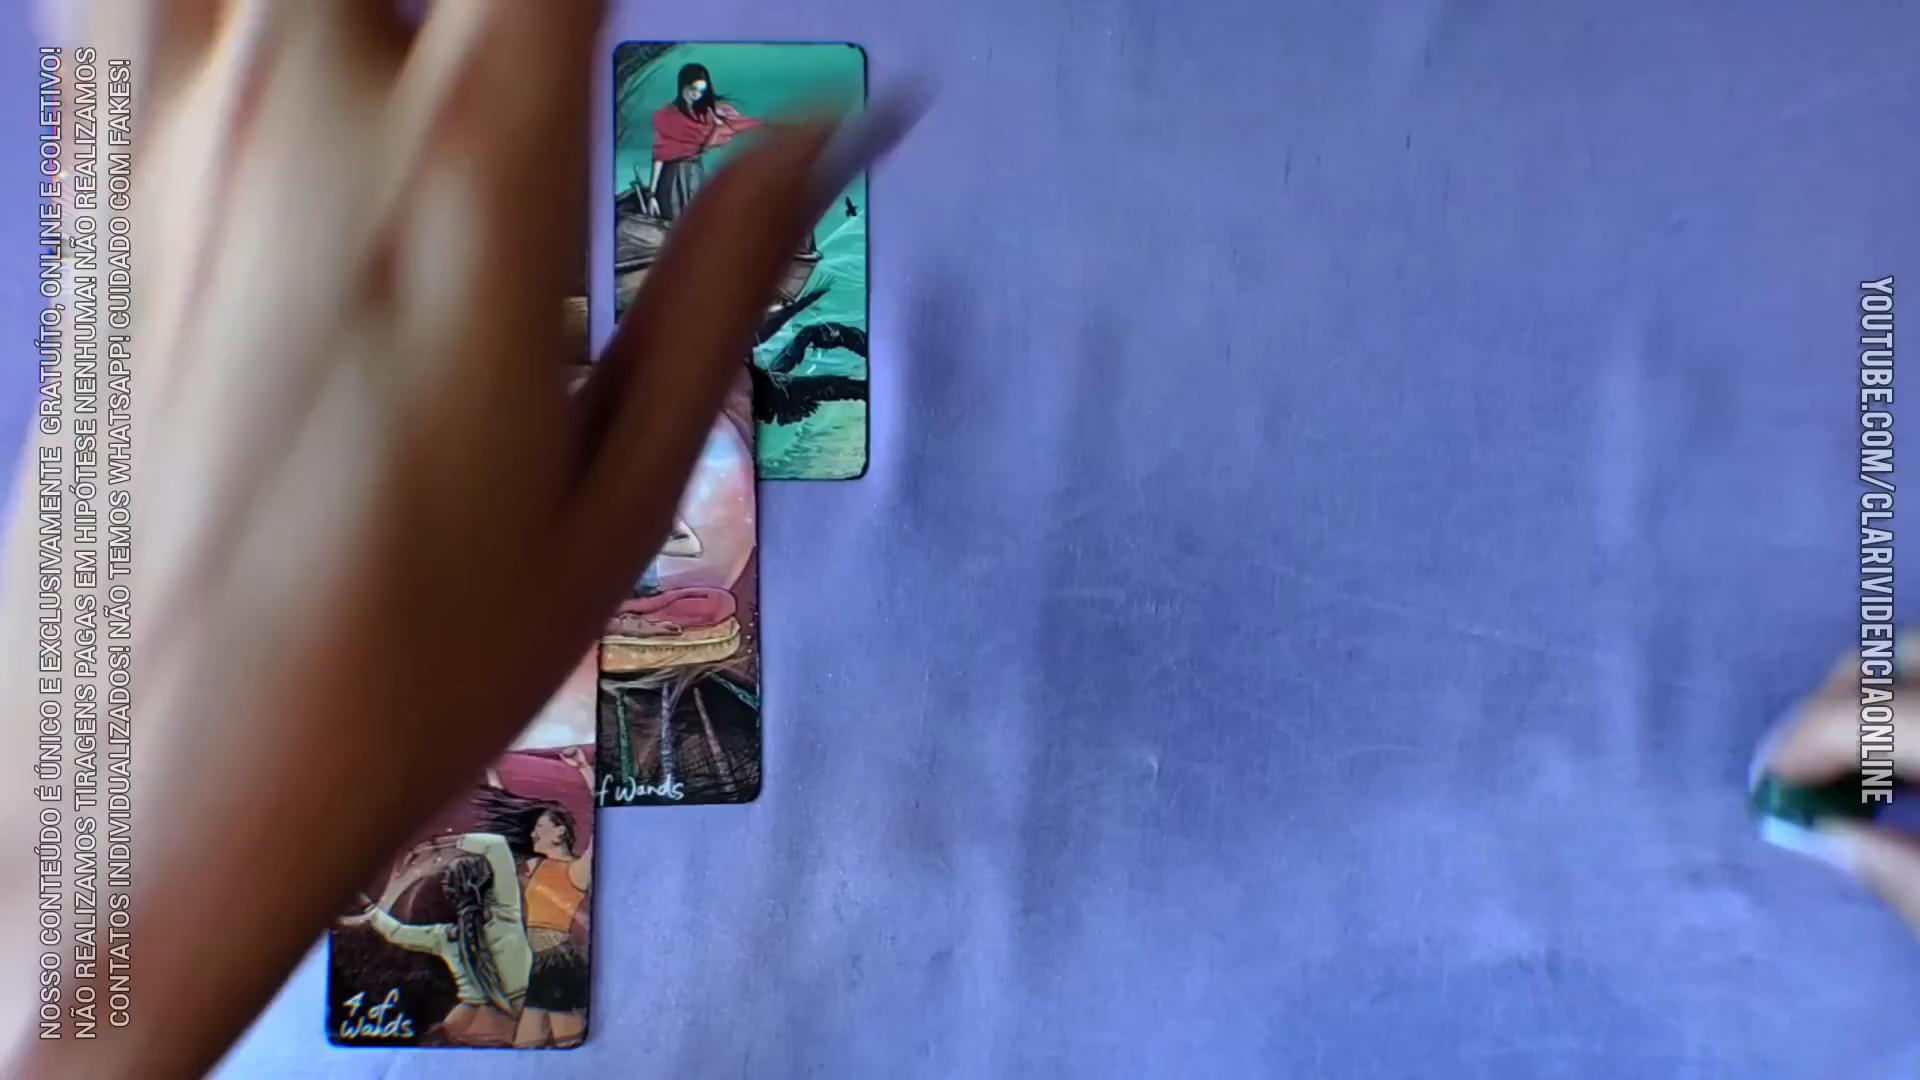 NOSSO CONTEÚDO É ÚNICO E EXCLUSIVAMENTE GRATUÍTO, ONLINE E COLETIVO!
NÃO REALIZAMOS TIRAGENS PAGAS EM HIPÓTESE NENHUMA! NÃO REALIZAMOS
CONTATOS INDIVIDUALIZADOS! NÃO TEMOS WHATSAPP! CUIDADO COM FAKES!
f Wands
4 of
Wands
YOUTUBE.COM/CLARIVIDENCIAONLINE